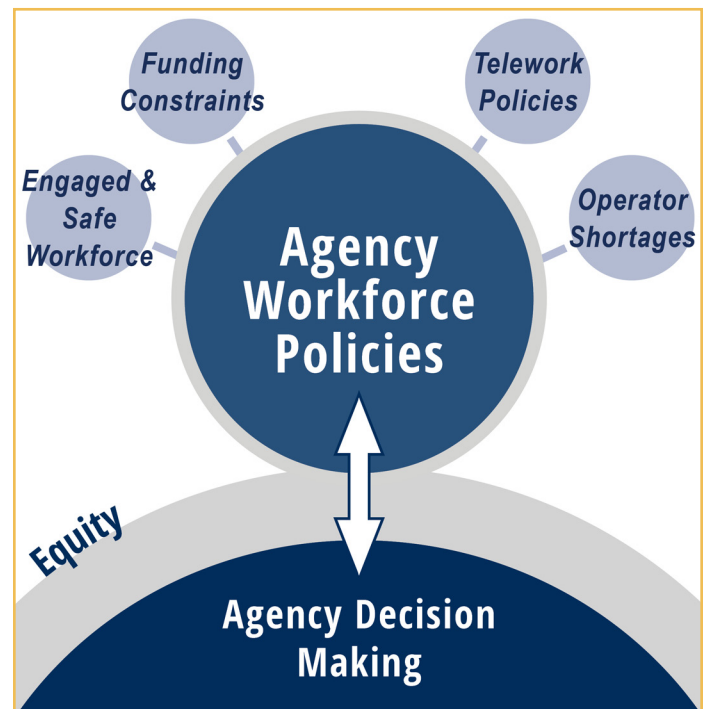 Funding
Constraints
Telework
Policies
Engaged &
Safe
Workforce
Operator
Shortages
Agency
Workforce
Policies
Equity
Agency Decision
Making